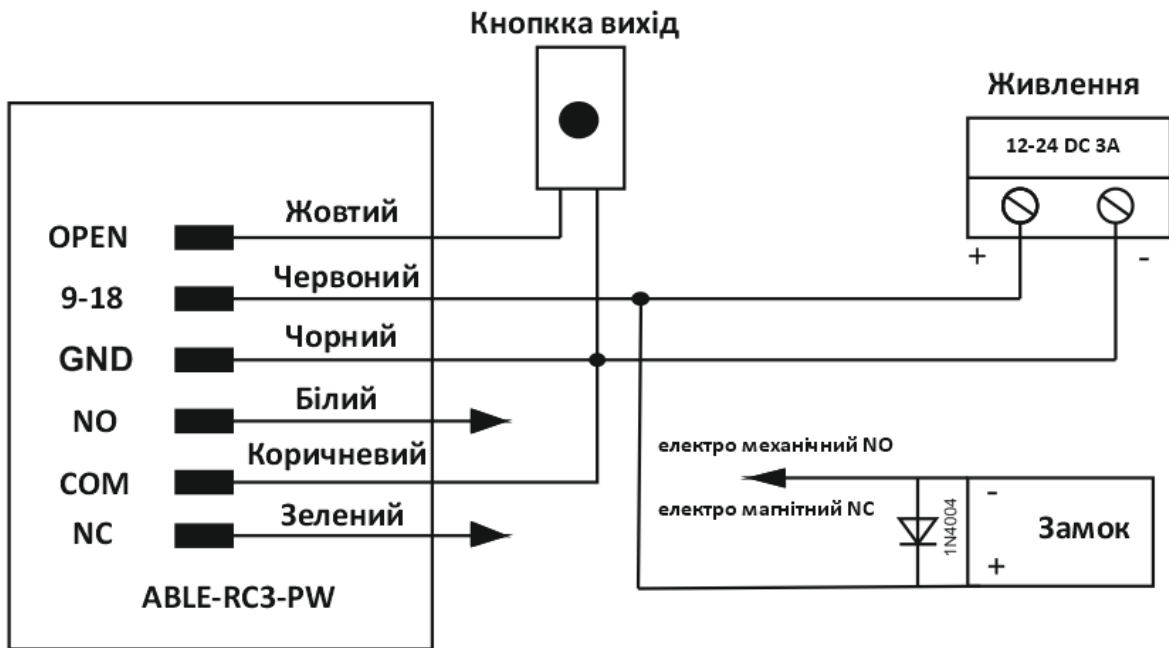 Кнопкка вихід
Живлення
12-24 DC 3A
+ -
OPEN Жовтий
9-18 Червоний
GND Чорний
NO Білий
COM Коричневий
NC Зелений
ABLE-RC3-PW
електро механічний NO
електро магнітний NC
1N4004
-
+
Замок